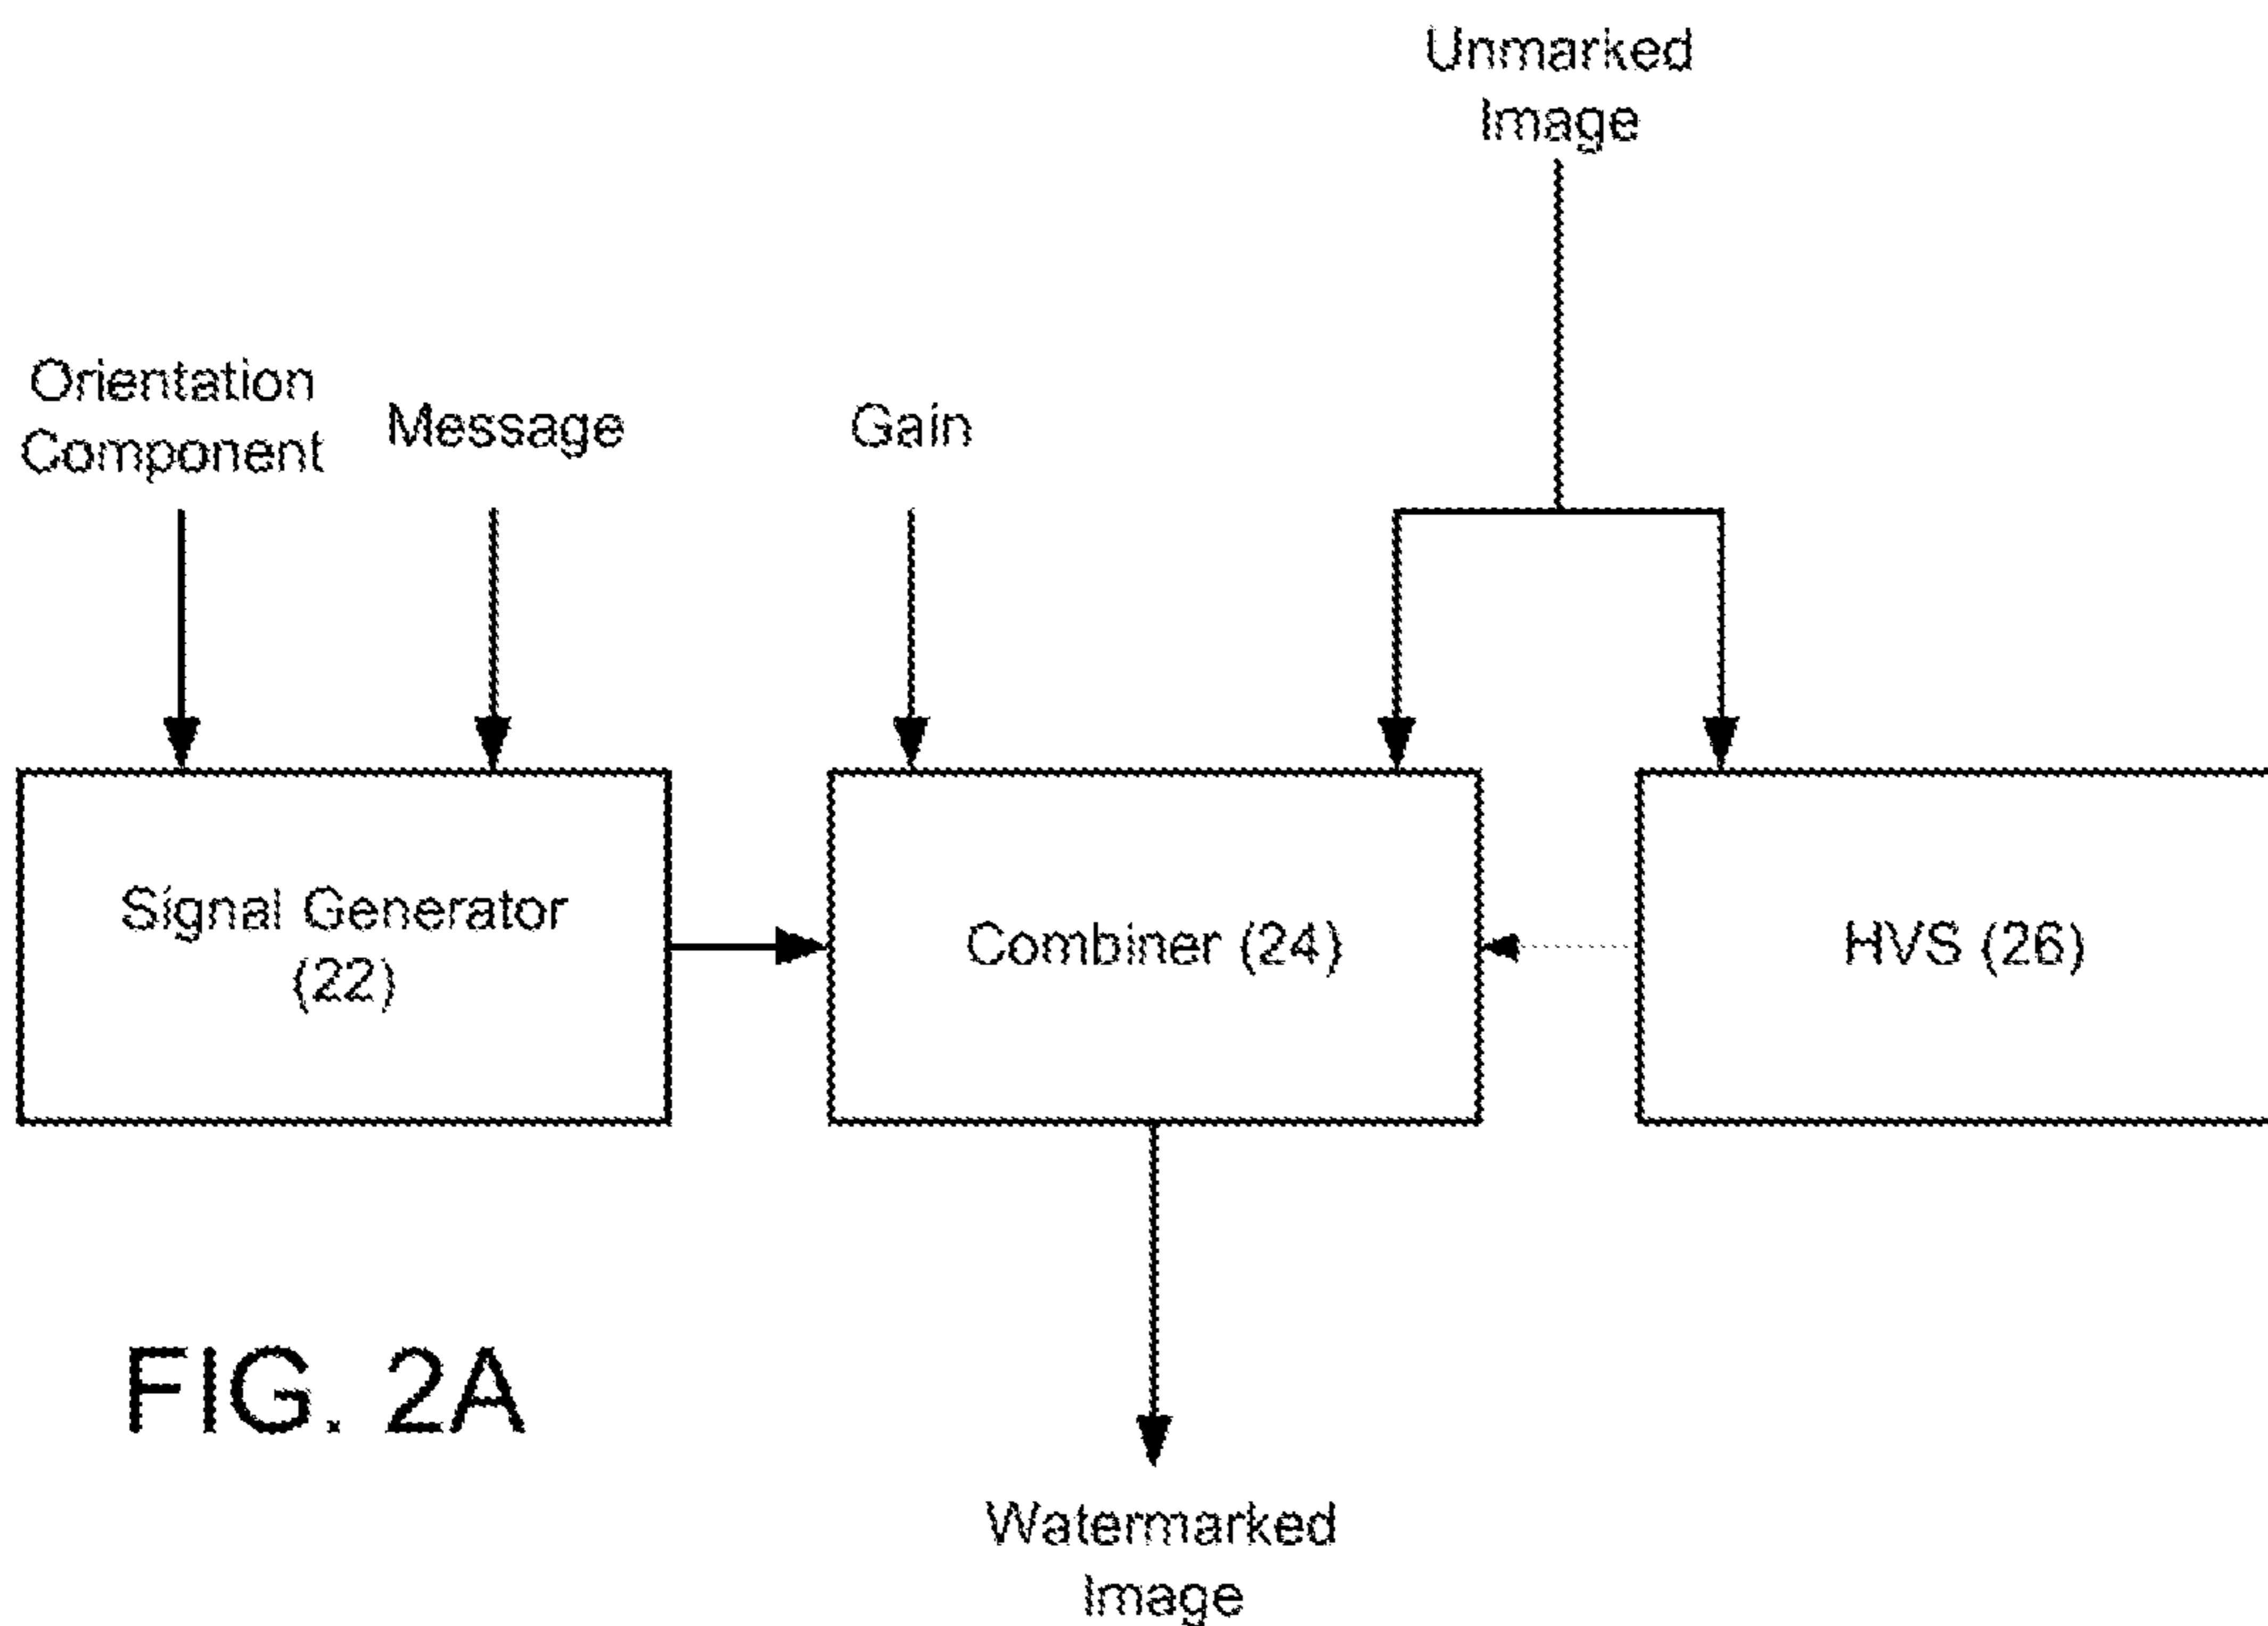 Unmarked
Image
Orientation
Component
Message
Gain
Signal Generator
(22)
Combiner (24)
HVS (26)
FIG. 2A
Watermarked
Image